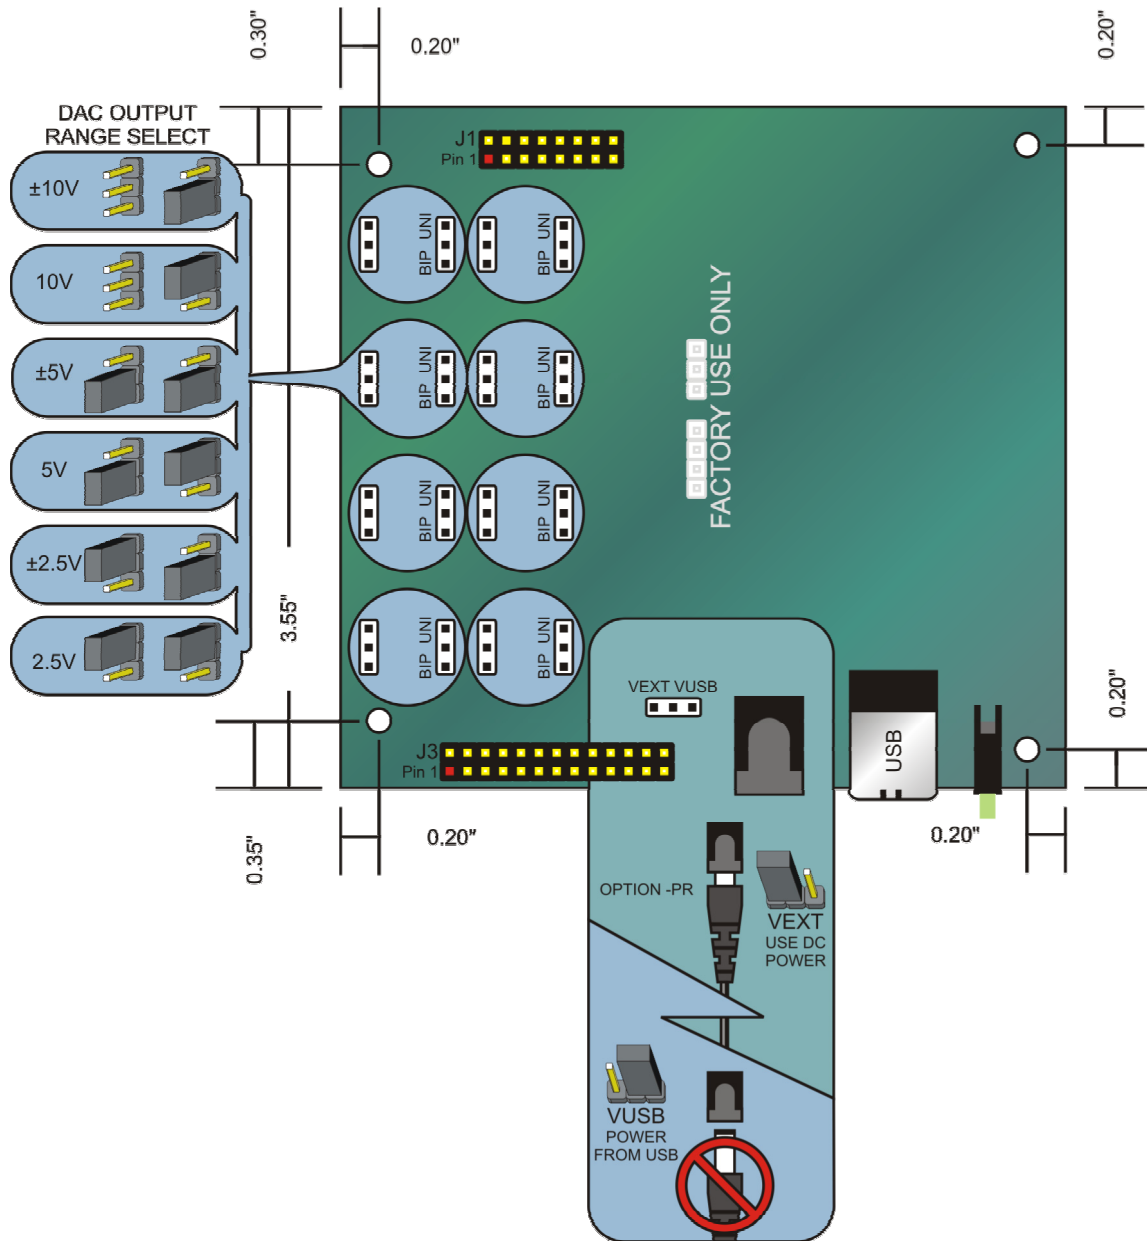 0.30"
0.20"
0.20"
DAC OUTPUT
RANGE SELECT
±10V
10V
±5V
5V
±2.5V
2.5V
J1
Pin 1
BIP UNI
BIP UNI
BIP UNI
BIP UNI
BIP UNI
BIP UNI
BIP UNI
BIP UNI
FACTORY USE ONLY
3.55"
VEXT VUSB
J3
Pin 1
USB
0.20"
0.35"
0.20"
0.20"
OPTION -PR
VEXT
USE DC
POWER
VUSB
POWER
FROM USB